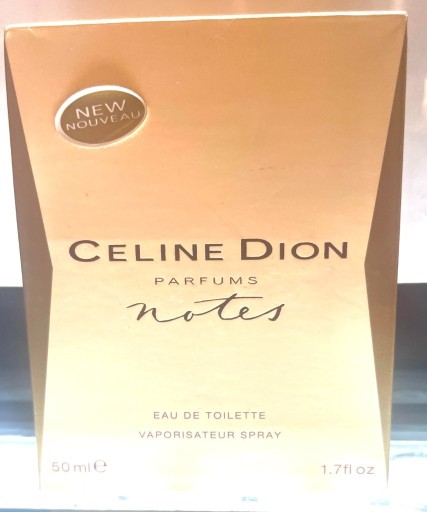 NEW
NOUVEAU
CELINE DION
PARFUMS
notes
EAU DE TOILETTE
VAPORISATEUR SPRAY
50 ml ℮ 1.7fl oz